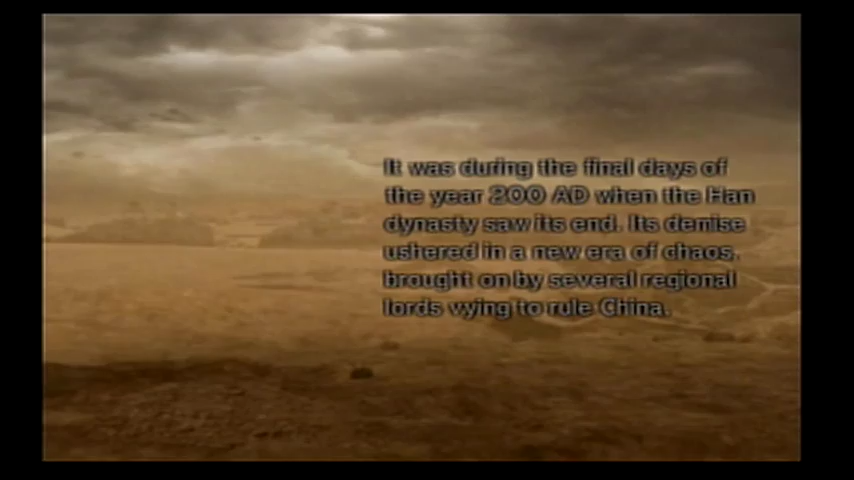 It was during the final days of
the year 200 AD when the Han
dynasty saw its end. Its demise
ushered in a new era of chaos,
brought on by several regional
lords vying to rule China.